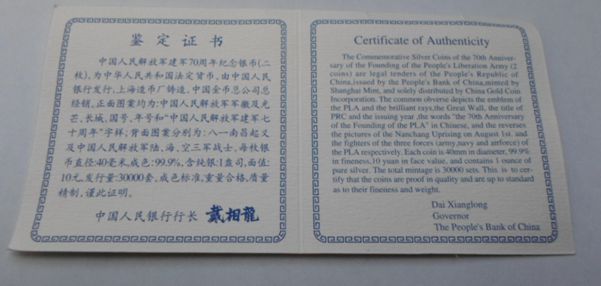 鉴定证书
中国人民解放军建军70周年纪念银币(二
枚),为中华人民共和国法定货币,由中国人民
银行发行,上海造币厂铸造,中国金币总公司总
经销。正面图案均为:中国人民解放军军徽及光
芒,长城,国号、年号和“中国人民解放军建军七
十周年”字样;背面图案分别为:八一南昌起义
及中国人民解放军陆、海、空三军战士,每枚银
币直径:40毫米,成色:99.9%,含纯银:1盎司,面值:
10元,发行量:30000套,成色标准,重量合格,质量
精制,谨此证明。
中国人民银行行长 戴相龍
Certificate of Authenticity
The Commemorative Silver Coins of the 70th Anniver-
sary of the Founding of the People's Liberation Army (2
coins) are legal tenders of the People's Republic of
China,issued by the People's Bank of China,minted by
Shanghai Mint, and solely distributed by China Gold Coin
Incorporation. The common obverse depicts the emblem of
the PLA and the brilliant rays,the Great Wall, the title of
PRC and the issuing year ,the words "the 70th Anniversary
of the Founding of the PLA" in Chinese, and the reverses
the pictures of the Nanchang Uprising on August 1st. and
the fighters of the three forces (army,navy and airforce) of
the PLA respectively. Each coin is 40mm in diameter, 99.9%
in fineness,10 yuan in face value, and contains 1 ounce of
pure silver. The total mintage is 30000 sets. This is to cer-
tify that the coins are proof in quality and are up to standard
as to their fineness and weight.
Dai Xianglong
Governor
The People's Bank of China